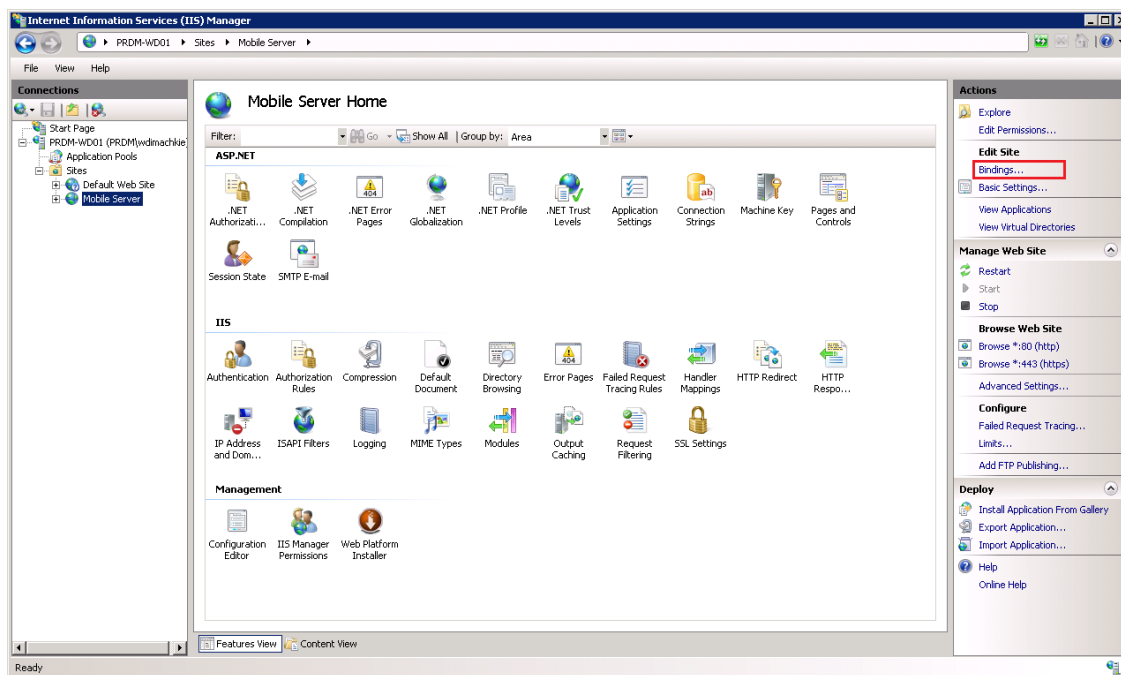 Internet Information Services (IIS) Manager
PRDM-WD01 Sites Mobile Server
File View Help
Connections
Start Page
PRDM-WD01 (PRDM\wdimachkie
Application Pools
Sites
Default Web Site
Mobile Server
Mobile Server Home
Filter: Go Show All Group by: Area
ASP.NET
.NET Authorizati...
.NET Compilation
.NET Error Pages
.NET Globalization
.NET Profile
.NET Trust Levels
Application Settings
Connection Strings
Machine Key
Pages and Controls
Session State
SMTP E-mail
IIS
Authentication
Authorization Rules
Compression
Default Document
Directory Browsing
Error Pages
Failed Request Tracing Rules
Handler Mappings
HTTP Redirect
HTTP Respo...
IP Address and Dom...
ISAPI Filters
Logging
MIME Types
Modules
Output Caching
Request Filtering
SSL Settings
Management
Configuration Editor
IIS Manager Permissions
Web Platform Installer
Features View Content View
Ready
Actions
Explore
Edit Permissions...
Edit Site
Bindings...
Basic Settings...
View Applications
View Virtual Directories
Manage Web Site
Restart
Start
Stop
Browse Web Site
Browse *:80 (http)
Browse *:443 (https)
Advanced Settings...
Configure
Failed Request Tracing...
Limits...
Add FTP Publishing...
Deploy
Install Application From Gallery
Export Application...
Import Application...
Help
Online Help